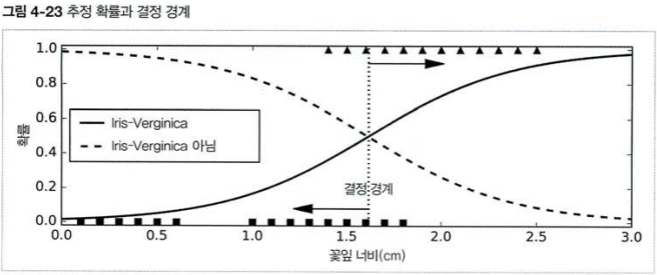 그림 4-23 추정 확률과 결정 경계
1.0
0.8
0.6
0.4
0.2
0.0
확률
Iris-Verginica
Iris-Verginica 아님
결정 경계
0.0 0.5 1.0 1.5 2.0 2.5 3.0
꽃잎 너비(cm)